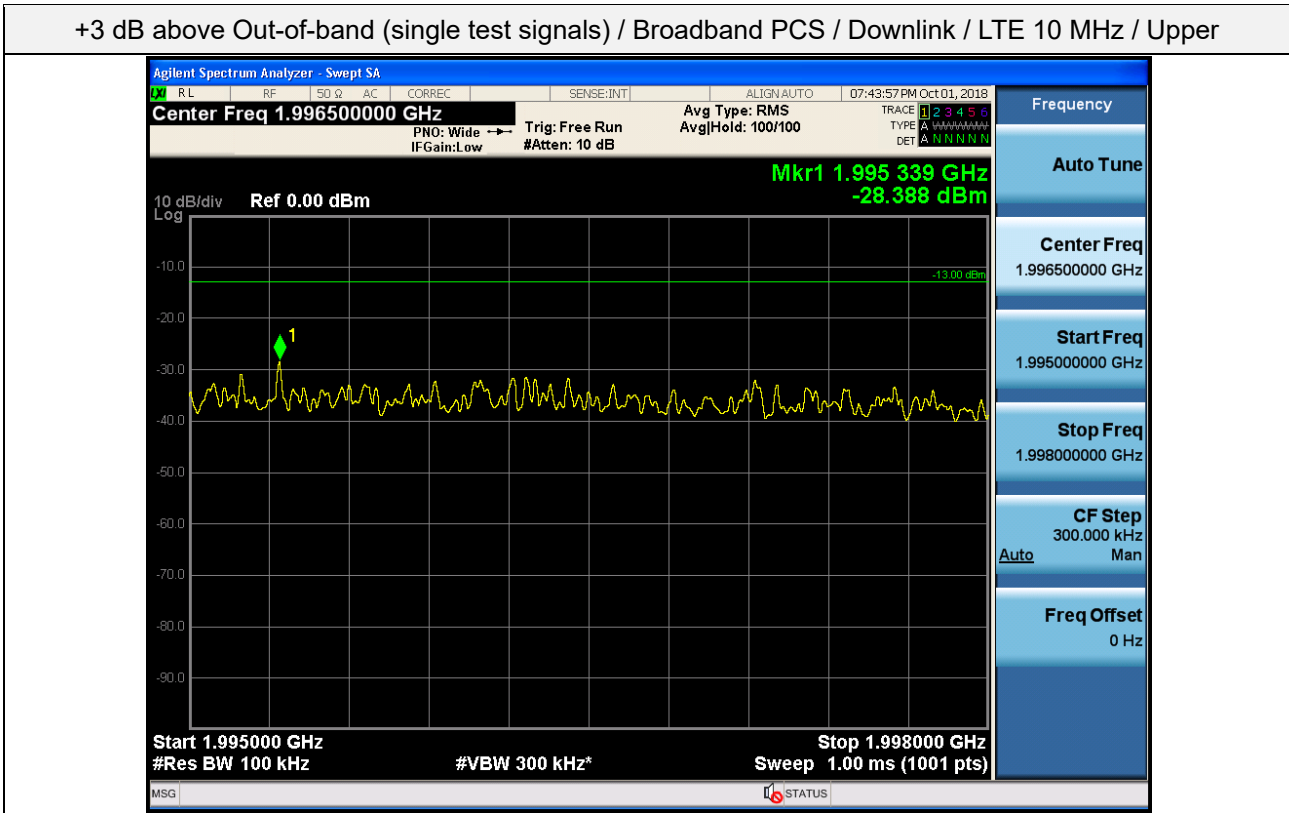 +3 dB above Out-of-band (single test signals) / Broadband PCS / Downlink / LTE 10 MHz / Upper
Agilent Spectrum Analyzer - Swept SA
LXI RL RF 50 Ω AC CORREC SENSE:INT ALIGN AUTO 07:43:57 PM Oct 01, 2018
Center Freq 1.996500000 GHz
PNO: Wide
IFGain:Low
Trig: Free Run
#Atten: 10 dB
Avg Type: RMS
Avg|Hold: 100/100
TRACE 1 2 3 4 5 6
TYPE A WWWWW
DET A N N N N N
Mkr1 1.995 339 GHz
-28.388 dBm
10 dB/div
Log
Ref 0.00 dBm
-10.0
-13.00 dBm
-20.0
1
-30.0
-40.0
-50.0
-60.0
-70.0
-80.0
-90.0
Start 1.995000 GHz
Stop 1.998000 GHz
#Res BW 100 kHz
#VBW 300 kHz*
Sweep 1.00 ms (1001 pts)
MSG
STATUS
Frequency
Auto Tune
Center Freq
1.996500000 GHz
Start Freq
1.995000000 GHz
Stop Freq
1.998000000 GHz
CF Step
300.000 kHz
Auto Man
Freq Offset
0 Hz